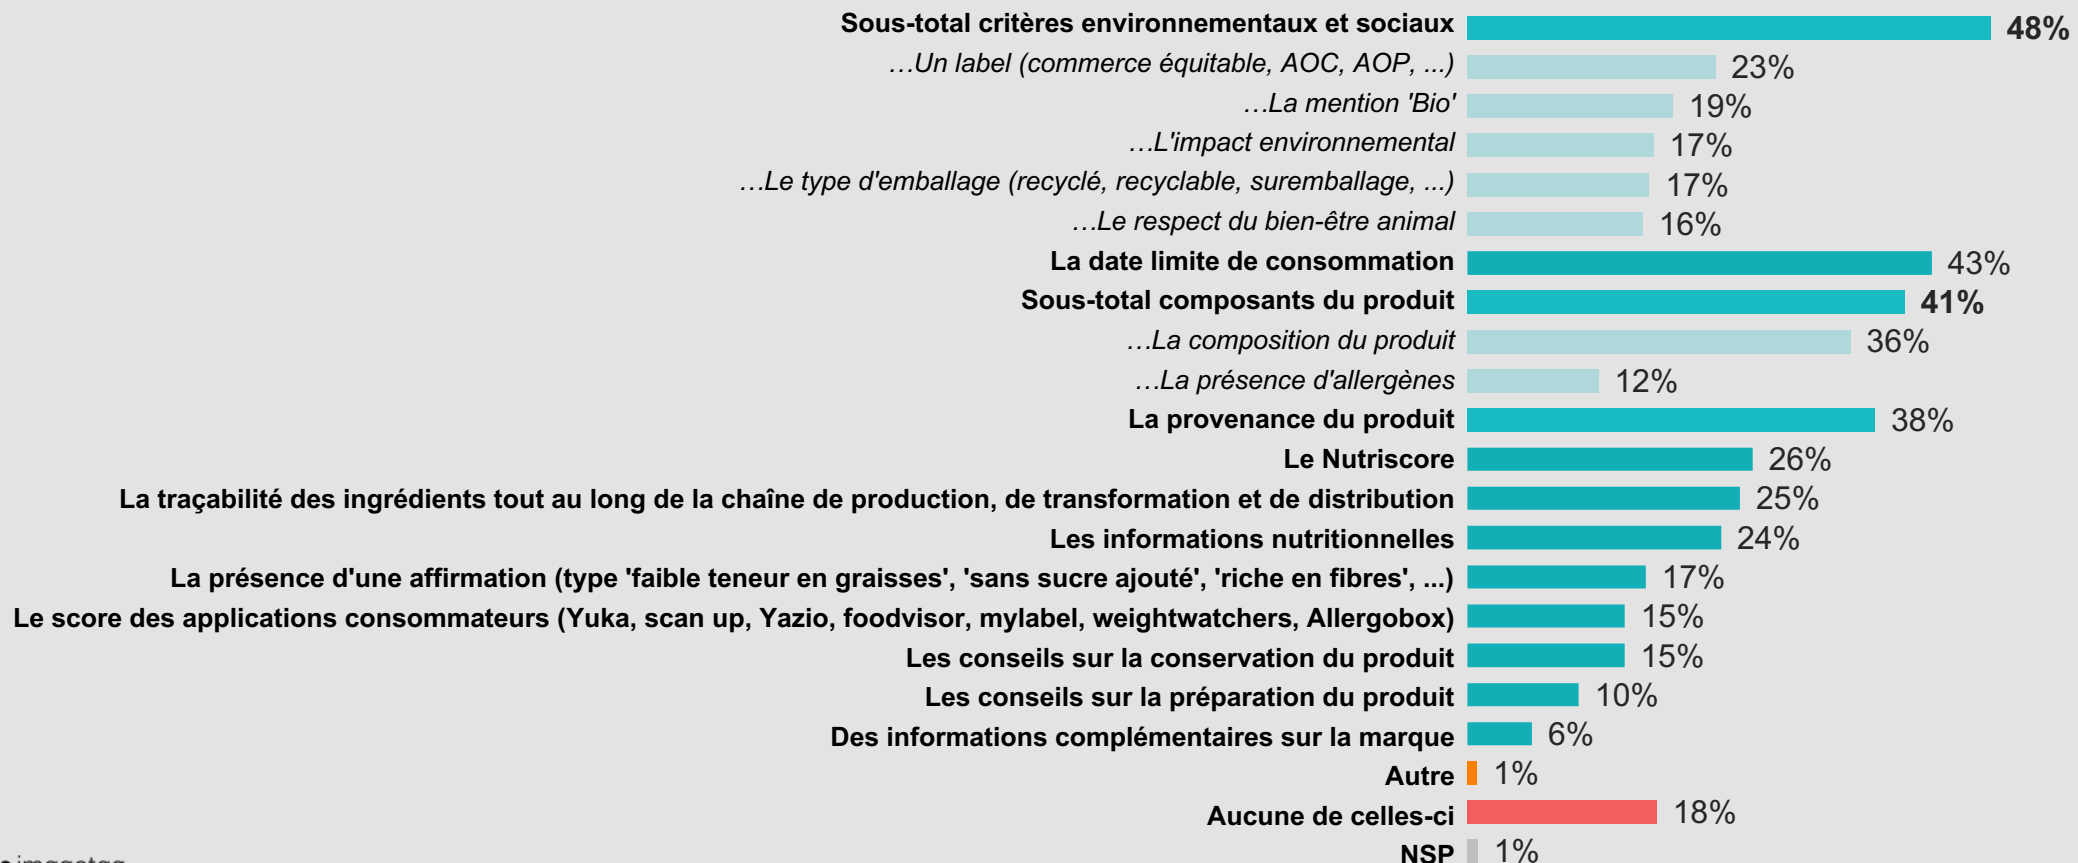 Sous-total critères environnementaux et sociaux 48%
…Un label (commerce équitable, AOC, AOP, ...) 23%
…La mention 'Bio' 19%
…L'impact environnemental 17%
…Le type d'emballage (recyclé, recyclable, suremballage, ...) 17%
…Le respect du bien-être animal 16%
La date limite de consommation 43%
Sous-total composants du produit 41%
…La composition du produit 36%
…La présence d'allergènes 12%
La provenance du produit 38%
Le Nutriscore 26%
La traçabilité des ingrédients tout au long de la chaîne de production, de transformation et de distribution 25%
Les informations nutritionnelles 24%
La présence d'une affirmation (type 'faible teneur en graisses', 'sans sucre ajouté', 'riche en fibres', ...) 17%
Le score des applications consommateurs (Yuka, scan up, Yazio, foodvisor, mylabel, weightwatchers, Allergobox) 15%
Les conseils sur la conservation du produit 15%
Les conseils sur la préparation du produit 10%
Des informations complémentaires sur la marque 6%
Autre 1%
Aucune de celles-ci 18%
NSP 1%